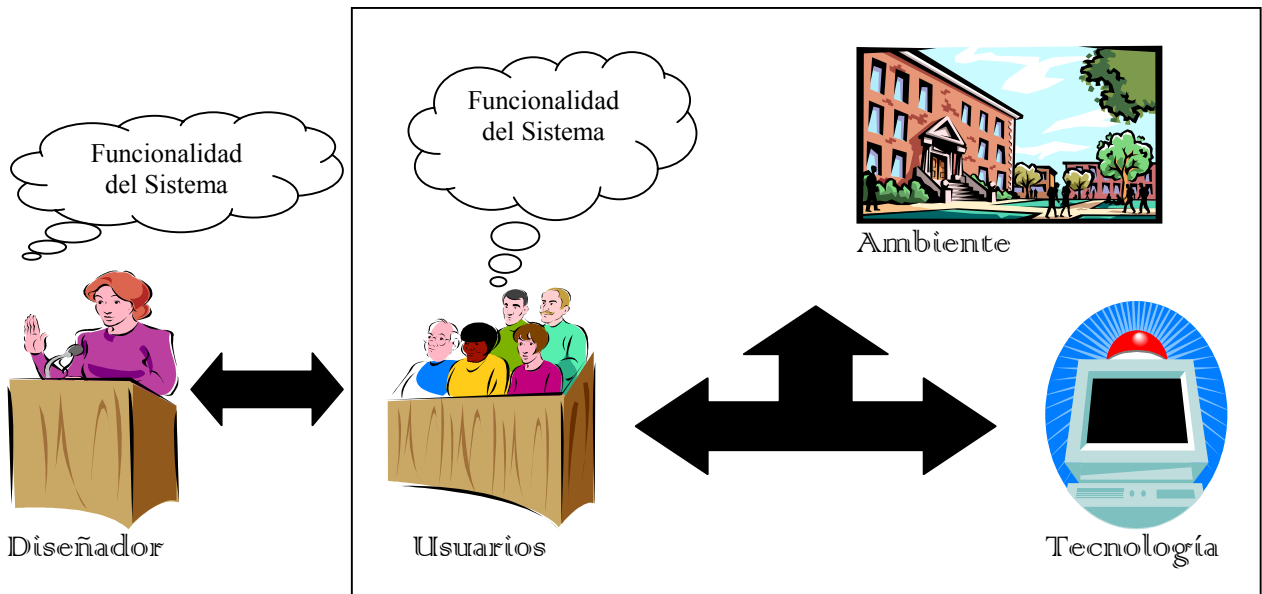 Funcionalidad
del Sistema
Funcionalidad
del Sistema
Ambiente
Diseñador
Usuarios
Tecnología